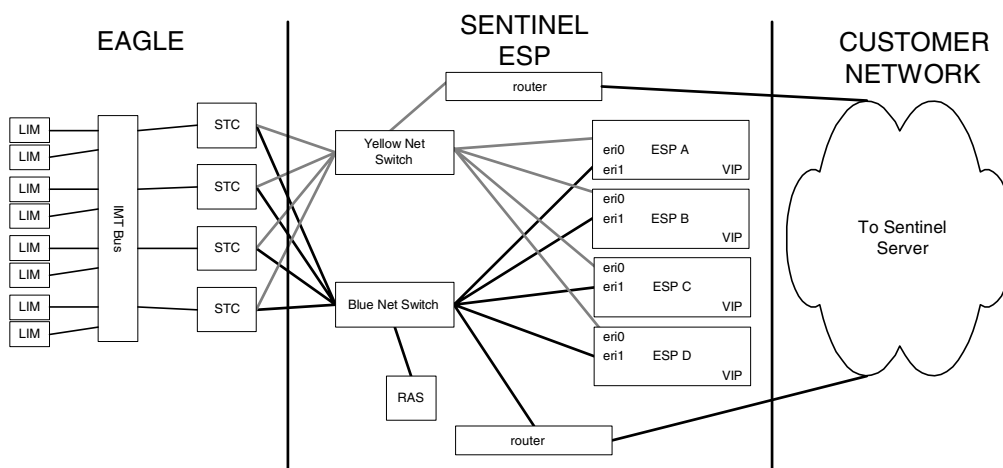 EAGLE
SENTINEL
ESP
CUSTOMER
NETWORK
LIM
LIM
LIM
LIM
LIM
LIM
LIM
LIM
IMT Bus
STC
STC
STC
STC
router
Yellow Net
Switch
Blue Net Switch
RAS
router
eri0
ESP A
eri1
VIP
eri0
eri1
ESP B
VIP
eri0
eri1
ESP C
VIP
eri0
eri1
ESP D
VIP
To Sentinel
Server